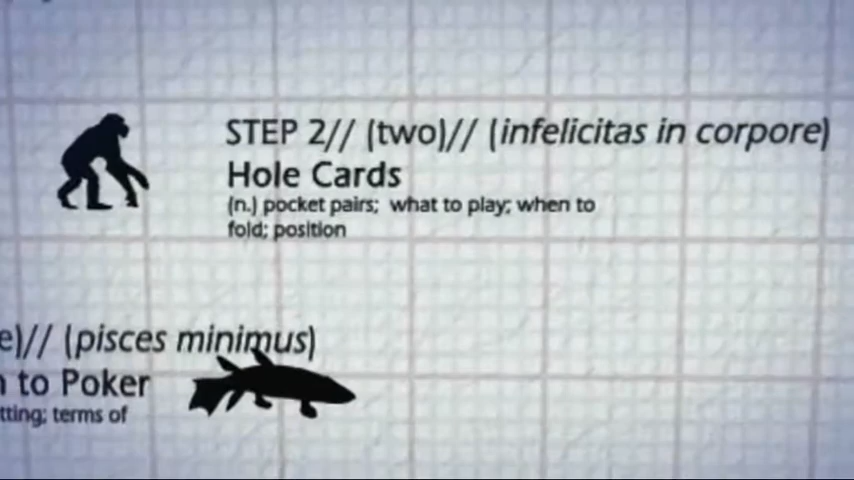 STEP 2// (two)// (infelicitas in corpore)
Hole Cards
(n.) pocket pairs; what to play; when to
fold; position
e)// (pisces minimus)
to Poker
tting; terms of